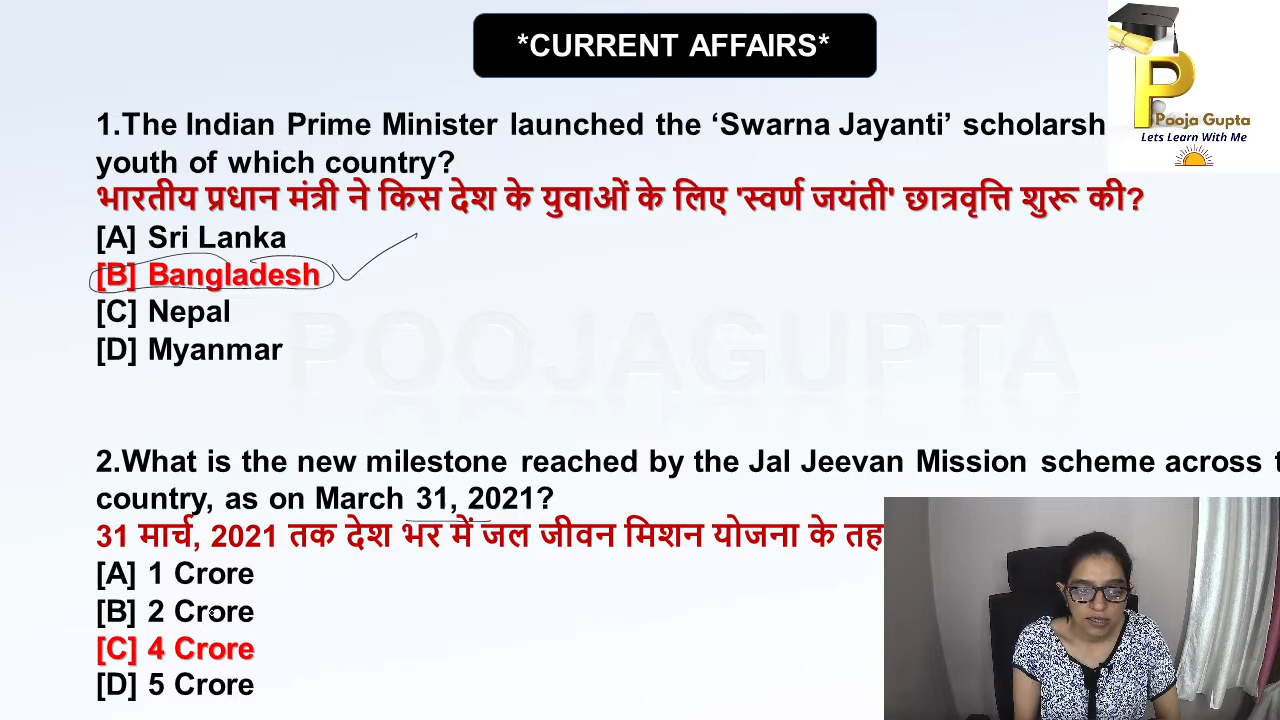 *CURRENT AFFAIRS*
Pooja Gupta
Lets Learn With Me
1.The Indian Prime Minister launched the ‘Swarna Jayanti’ scholarsh
youth of which country?
भारतीय प्रधान मंत्री ने किस देश के युवाओं के लिए 'स्वर्ण जयंती' छात्रवृत्ति शुरू की?
[A] Sri Lanka
[B] Bangladesh
[C] Nepal
[D] Myanmar
POOJAGUPTA
2.What is the new milestone reached by the Jal Jeevan Mission scheme across t
country, as on March 31, 2021?
31 मार्च, 2021 तक देश भर में जल जीवन मिशन योजना के तह
[A] 1 Crore
[B] 2 Crore
[C] 4 Crore
[D] 5 Crore